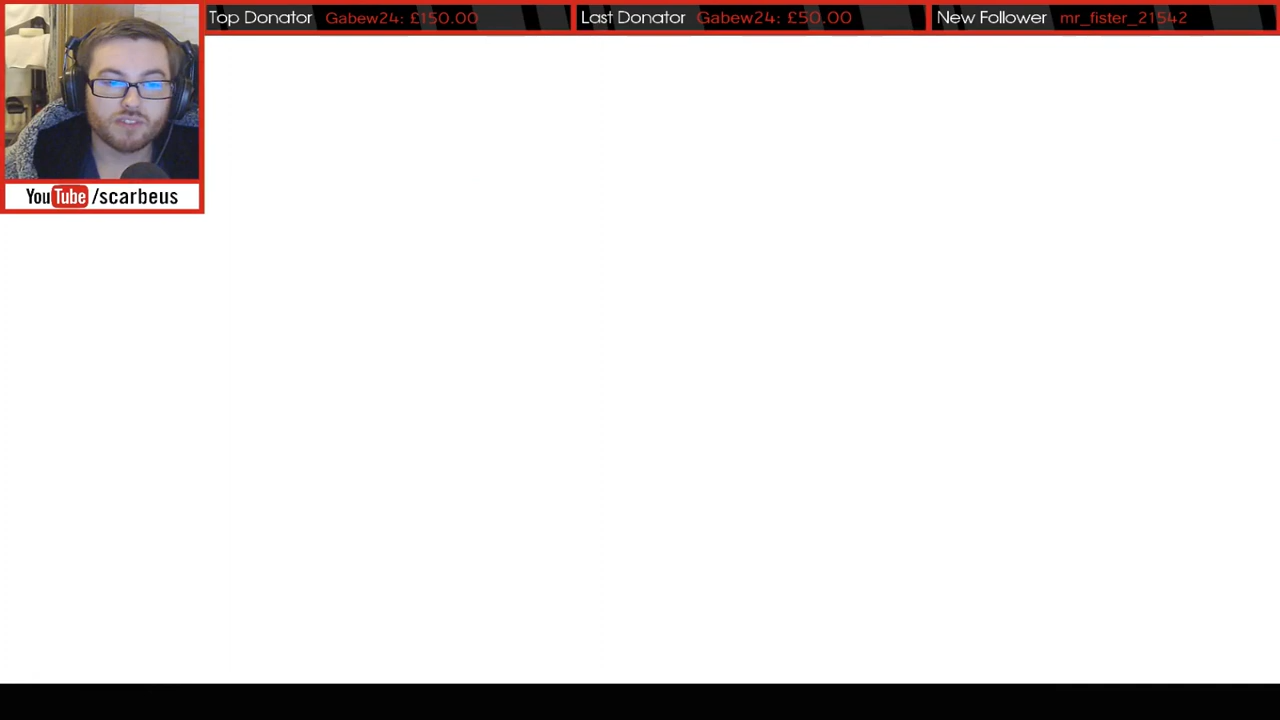 Top Donator Gabew24: £150.00
Last Donator Gabew24: £50.00
New Follower mr_fister_21542
YouTube /scarbeus